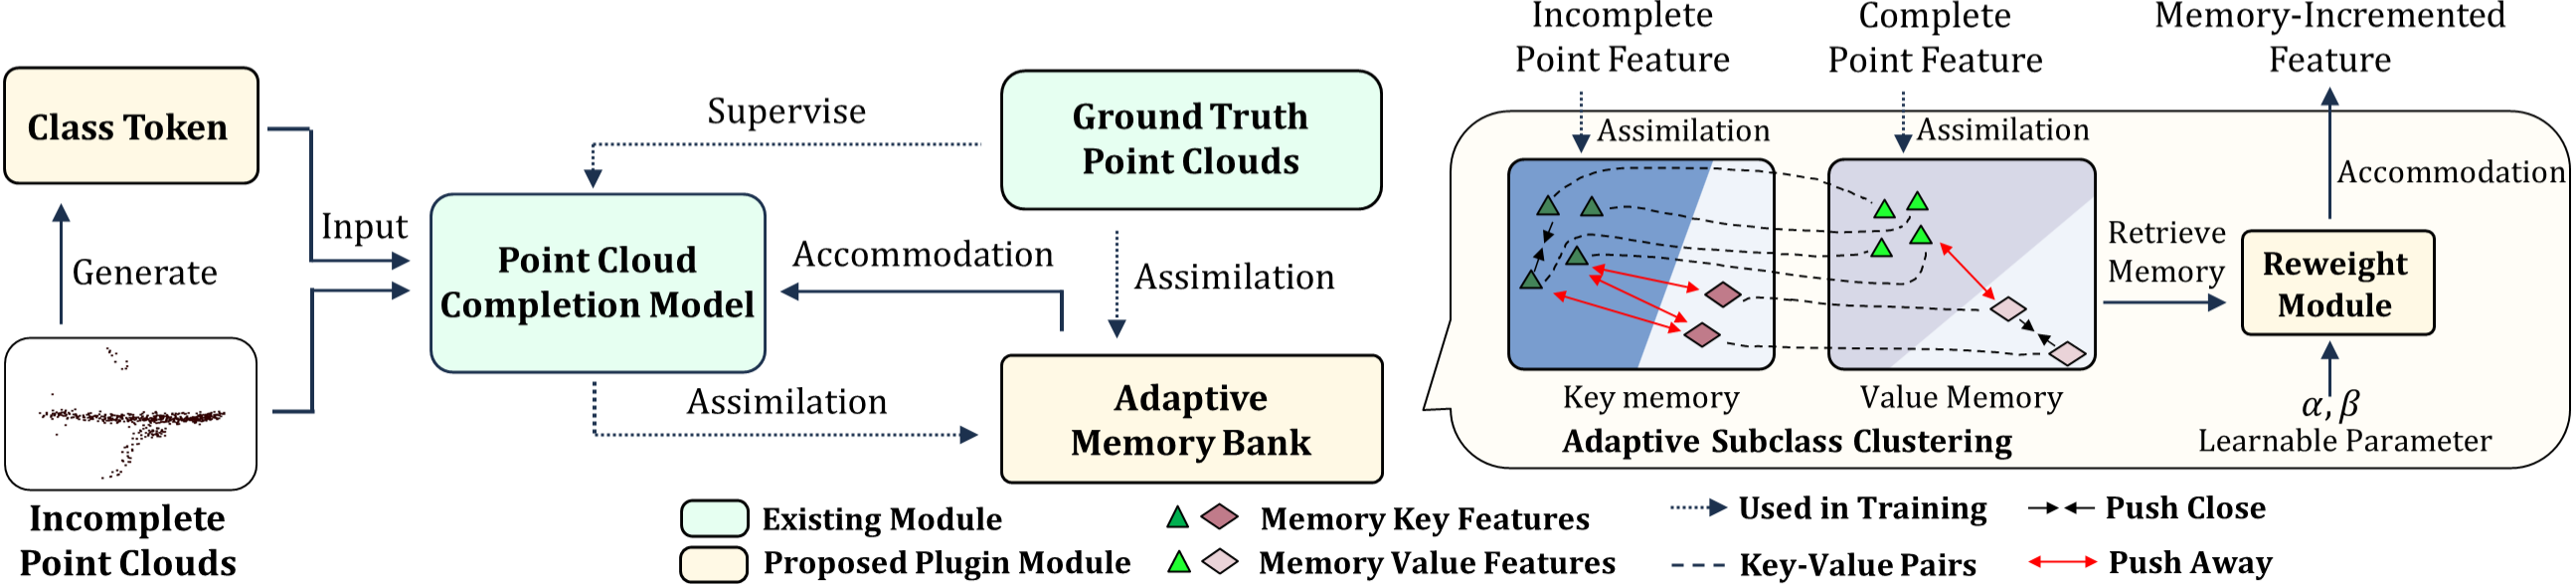 Class Token
Generate
Input
Incomplete
Point Clouds
Supervise
Point Cloud
Completion Model
Accommodation
Assimilation
Ground Truth
Point Clouds
Assimilation
Adaptive
Memory Bank
Incomplete
Point Feature
Complete
Point Feature
Memory-Incremented
Feature
Assimilation
Assimilation
Accommodation
Retrieve
Memory
Reweight
Module
Key memory
Value Memory
α, β
Learnable Parameter
Adaptive Subclass Clustering
Existing Module
Proposed Plugin Module
Memory Key Features
Memory Value Features
Used in Training
Key-Value Pairs
Push Close
Push Away